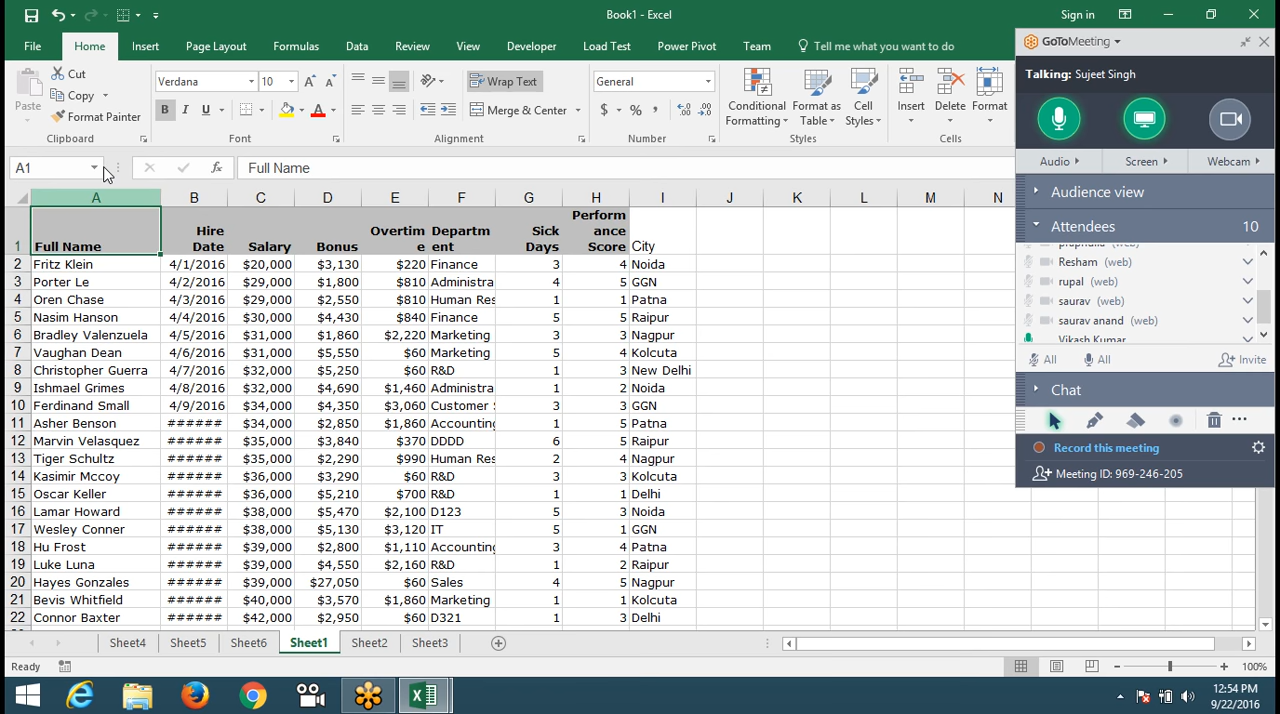 Book1 - Excel
Sign in
File Home Insert Page Layout Formulas Data Review View Developer Load Test Power Pivot Team Tell me what you want to do
Paste
Cut
Copy
Format Painter
Clipboard
Verdana 10
B I U
Font
Wrap Text
Merge & Center
Alignment
General
$ % ,
Number
Conditional Formatting
Format as Table
Cell Styles
Styles
Insert Delete Format
Cells
A1 fx Full Name
A B C D E F G H I J K L M N
1 Full Name Hire Date Salary Bonus Overtime Department Sick Days Performance Score City
2 Fritz Klein 4/1/2016 $20,000 $3,130 $220 Finance 3 4 Noida
3 Porter Le 4/2/2016 $29,000 $1,800 $810 Administra 4 5 GGN
4 Oren Chase 4/3/2016 $29,000 $2,550 $810 Human Res 1 1 Patna
5 Nasim Hanson 4/4/2016 $30,000 $4,430 $840 Finance 5 5 Raipur
6 Bradley Valenzuela 4/5/2016 $31,000 $1,860 $2,220 Marketing 3 3 Nagpur
7 Vaughan Dean 4/6/2016 $31,000 $5,550 $60 Marketing 5 4 Kolcuta
8 Christopher Guerra 4/7/2016 $32,000 $5,250 $60 R&D 1 3 New Delhi
9 Ishmael Grimes 4/8/2016 $32,000 $4,690 $1,460 Administra 1 2 Noida
10 Ferdinand Small 4/9/2016 $34,000 $4,350 $3,060 Customer S 3 3 GGN
11 Asher Benson ###### $34,000 $2,850 $1,860 Accounting 1 5 Patna
12 Marvin Velasquez ###### $35,000 $3,840 $370 DDDD 6 5 Raipur
13 Tiger Schultz ###### $35,000 $2,290 $990 Human Res 2 4 Nagpur
14 Kasimir Mccoy ###### $36,000 $3,290 $60 R&D 3 3 Kolcuta
15 Oscar Keller ###### $36,000 $5,210 $700 R&D 1 1 Delhi
16 Lamar Howard ###### $38,000 $5,470 $2,100 D123 5 3 Noida
17 Wesley Conner ###### $38,000 $5,130 $3,120 IT 5 1 GGN
18 Hu Frost ###### $39,000 $2,800 $1,110 Accounting 3 4 Patna
19 Luke Luna ###### $39,000 $4,550 $2,160 R&D 1 2 Raipur
20 Hayes Gonzales ###### $39,000 $27,050 $60 Sales 4 5 Nagpur
21 Bevis Whitfield ###### $40,000 $3,570 $1,860 Marketing 1 1 Kolcuta
22 Connor Baxter ###### $42,000 $2,950 $60 D321 1 3 Delhi
Sheet4 Sheet5 Sheet6 Sheet1 Sheet2 Sheet3
Ready
100%
GoToMeeting
Talking: Sujeet Singh
Audio Screen Webcam
Audience view
Attendees 10
Resham (web)
rupal (web)
saurav (web)
saurav anand (web)
Vikash Kumar
All All Invite
Chat
Record this meeting
Meeting ID: 969-246-205
12:54 PM
9/22/2016